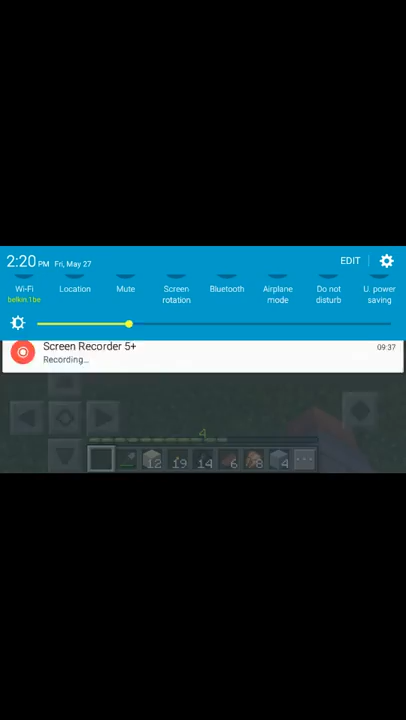 2:20 PM Fri, May 27 EDIT
Wi-Fi Location Mute Screen rotation Bluetooth Airplane mode Do not disturb U. power saving
belkin.1be
Screen Recorder 5+ 09:37
Recording...
4
12 19 14 6 8 4